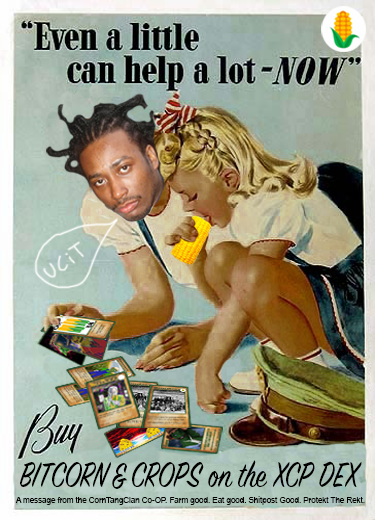 “Even a little
can help a lot - NOW”
UCiT
Buy
BITCORN & CROPS on the XCP DEX
A message from the CornTangClan Co-OP. Farm good. Eat good. Shitpost Good. Protekt The Rekt.